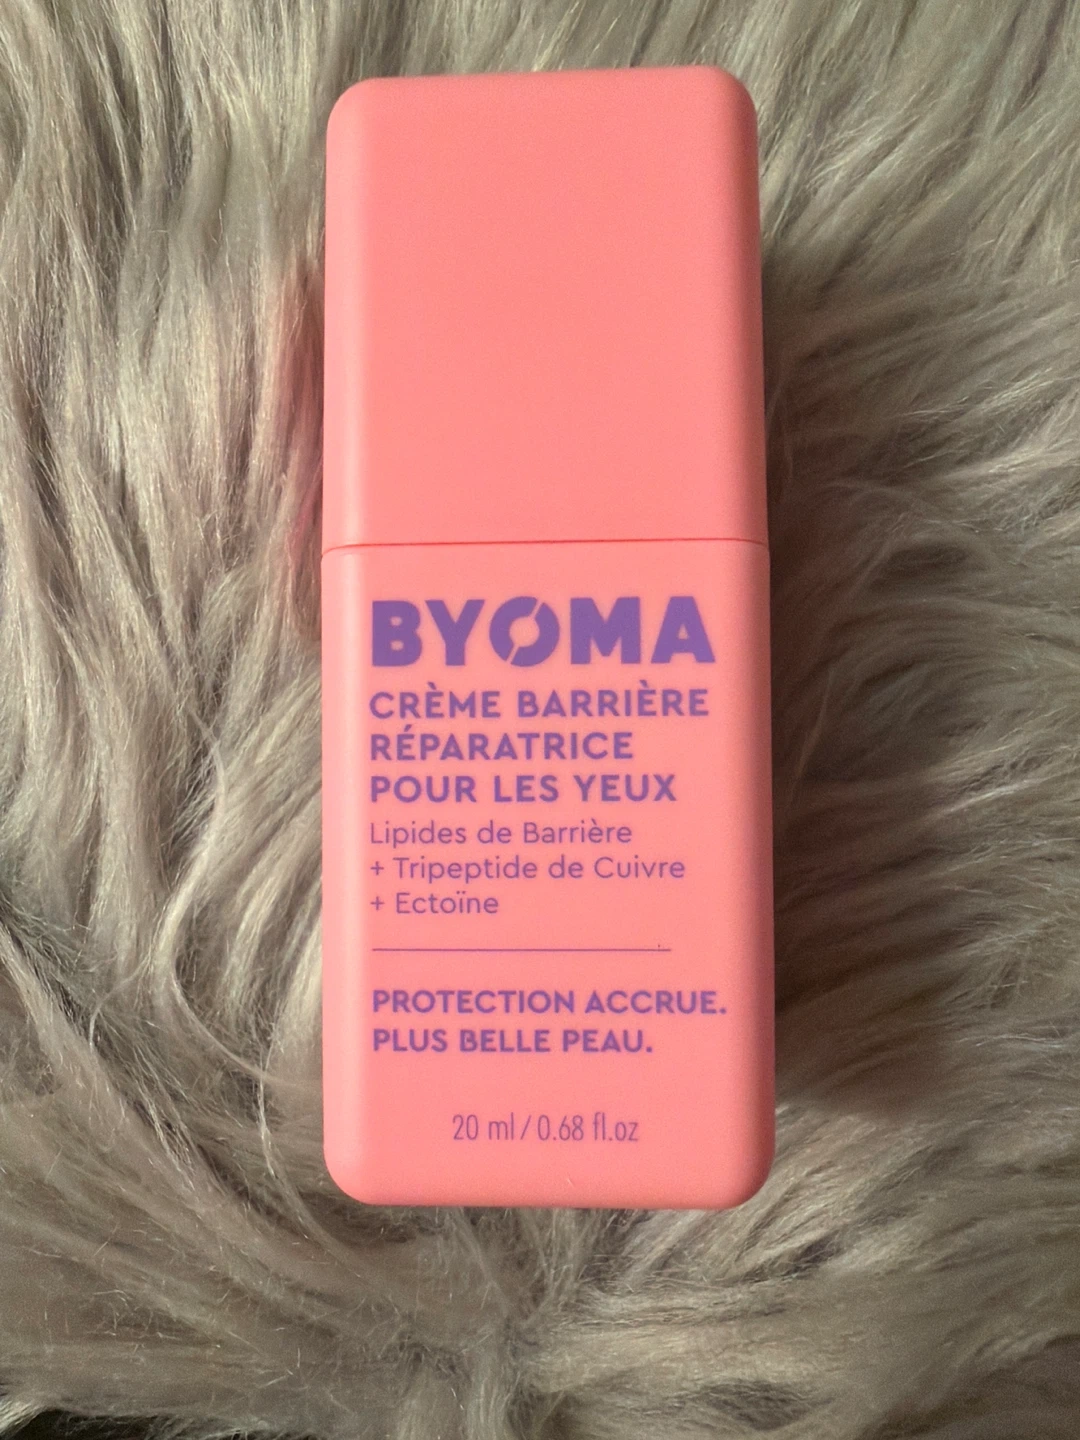 BYOMA
CRÈME BARRIÈRE
RÉPARATRICE
POUR LES YEUX
Lipides de Barrière
+ Tripeptide de Cuivre
+ Ectoïne
PROTECTION ACCRUE.
PLUS BELLE PEAU.
20 ml / 0.68 fl.oz